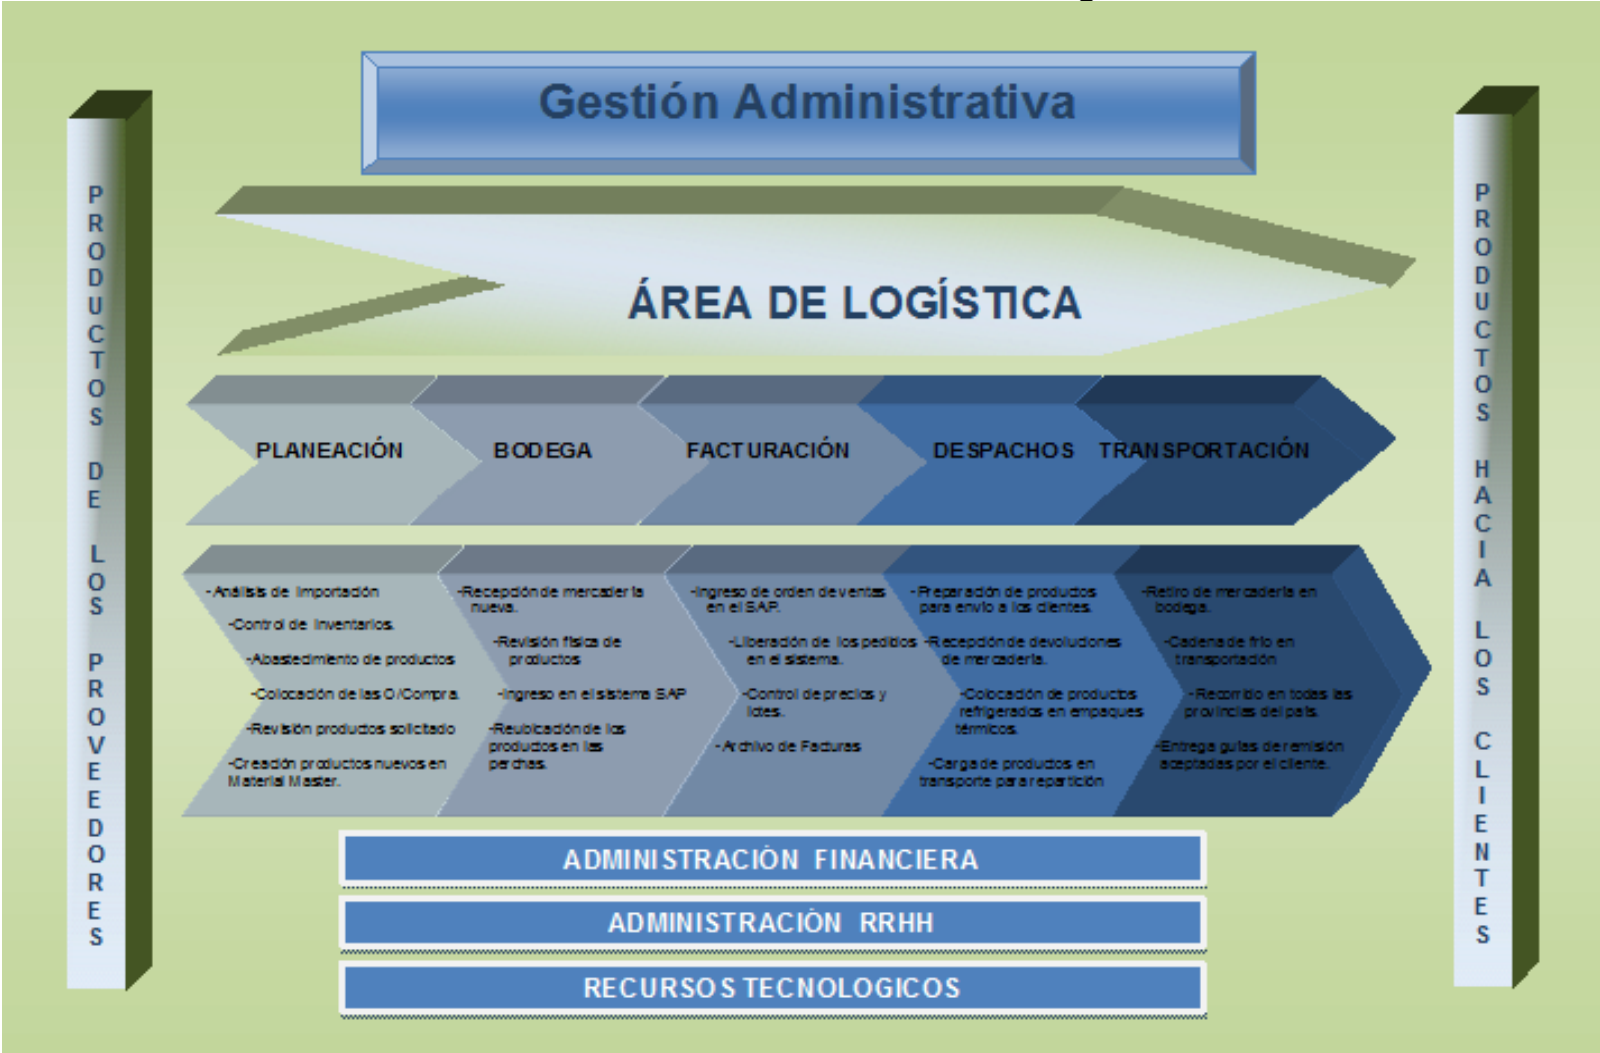 Gestión Administrativa
PRODUCTOS DE LOS PROVEEDORES
ÁREA DE LOGÍSTICA
PLANEACIÓN
BODEGA
FACTURACIÓN
DESPACHOS
TRANSPORTACIÓN
-Análisis de Importación
-Control de Inventarios.
-Abastecimiento de productos
-Colocación de las O/Compra.
-Revisión productos solicitado
-Creación productos nuevos en
Material Master.
-Recepción de mercadería
nueva.
-Revisión física de
productos
-Ingreso en el sistema SAP
-Reubicación de los
productos en las
perchas.
-Ingreso de orden de ventas
en el SAP.
-Liberación de los pedidos
en el sistema.
-Control de precios y
lotes.
-Archivo de Facturas
-Preparación de productos
para envío a los clientes.
-Recepción de devoluciones
de mercadería.
-Colocación de productos
refrigerados en empaques
térmicos.
-Carga de productos en
transporte para repartición
-Retiro de mercadería en
bodega.
-Cadena de frío en
transportación
-Recorrido en todas las
provincias del país.
-Entrega guías de remisión
aceptadas por el cliente.
ADMINISTRACIÓN FINANCIERA
ADMINISTRACIÓN RRHH
RECURSOS TECNOLOGICOS
PRODUCTOS HACIA LOS CLIENTES